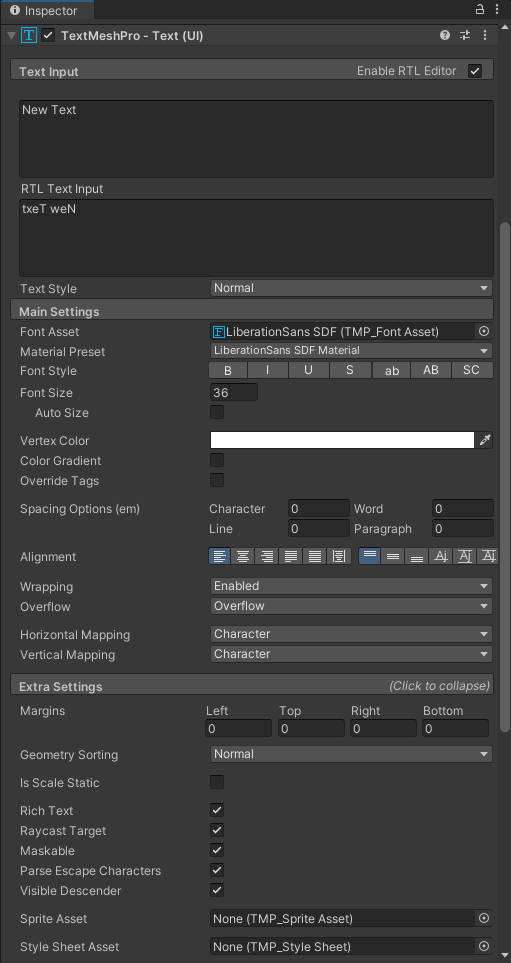 Inspector
TextMeshPro - Text (UI)
Text Input Enable RTL Editor
New Text
RTL Text Input
txeT weN
Text Style Normal
Main Settings
Font Asset LiberationSans SDF (TMP_Font Asset)
Material Preset LiberationSans SDF Material
Font Style B I U S ab AB SC
Font Size 36
Auto Size
Vertex Color
Color Gradient
Override Tags
Spacing Options (em) Character 0 Word 0
Line 0 Paragraph 0
Alignment
Wrapping Enabled
Overflow Overflow
Horizontal Mapping Character
Vertical Mapping Character
Extra Settings (Click to collapse)
Margins Left Top Right Bottom
0 0 0 0
Geometry Sorting Normal
Is Scale Static
Rich Text
Raycast Target
Maskable
Parse Escape Characters
Visible Descender
Sprite Asset None (TMP_Sprite Asset)
Style Sheet Asset None (TMP_Style Sheet)